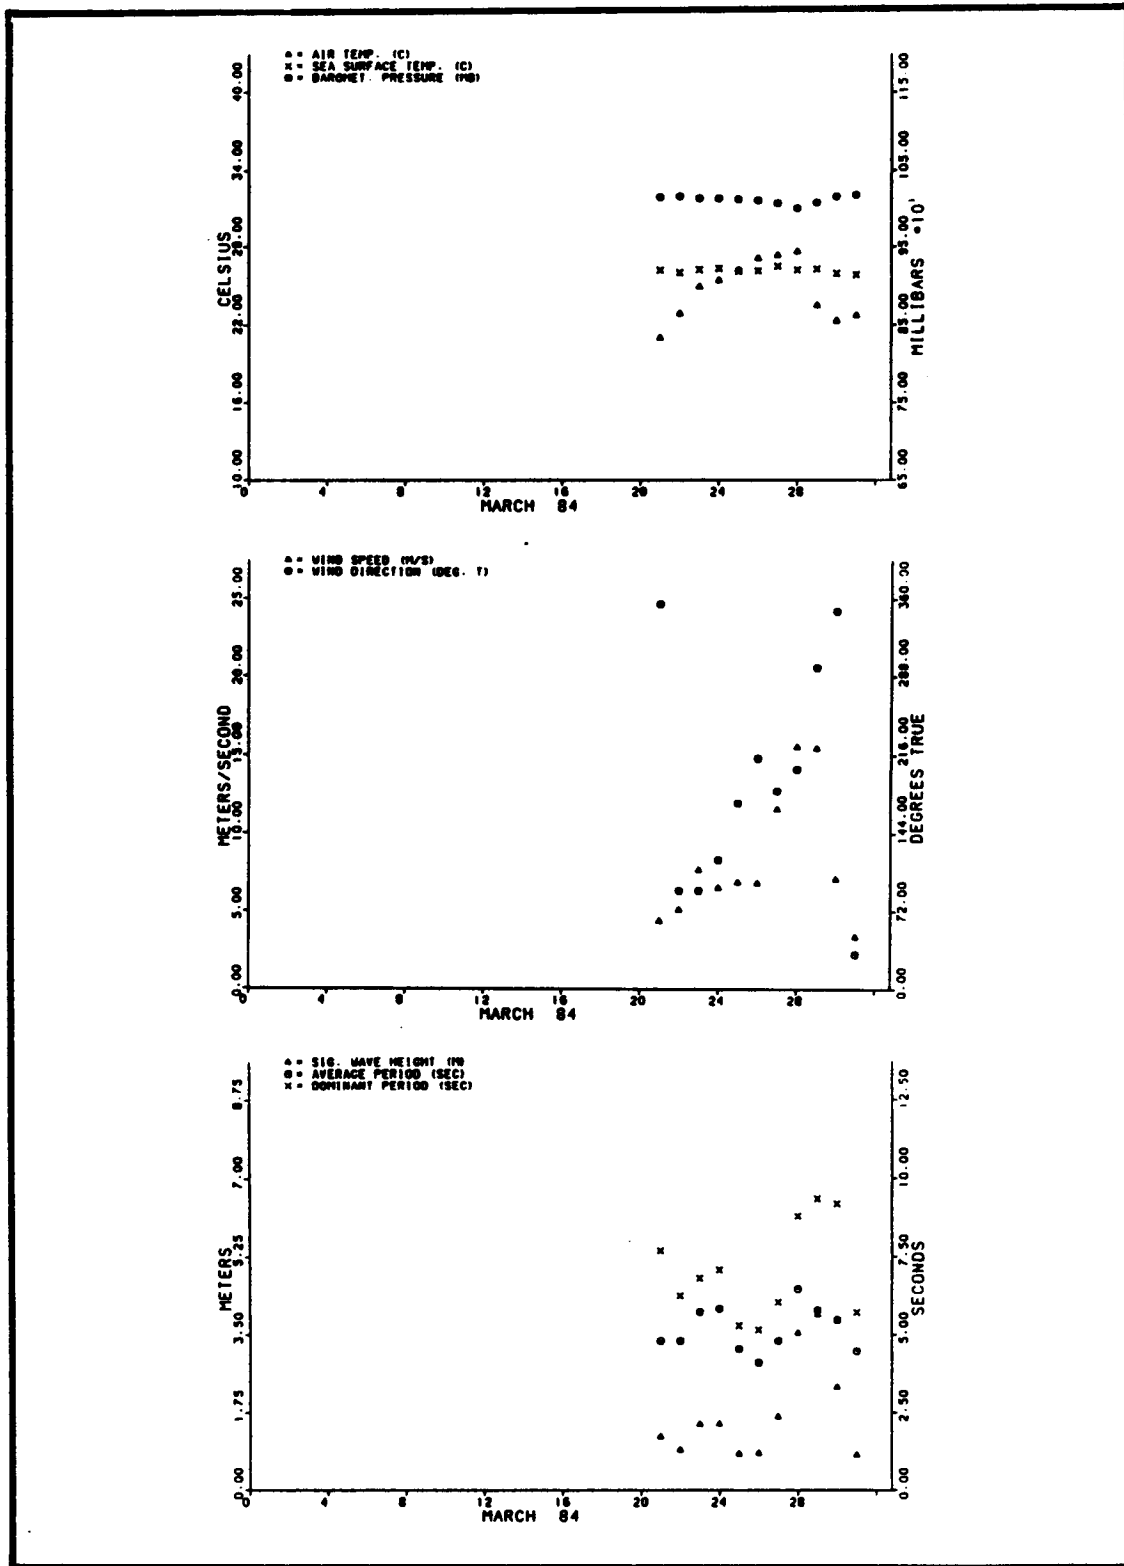 ▲ = AIR TEMP. (C)
× = SEA SURFACE TEMP. (C)
● = BAROMET. PRESSURE (MB)
CELSIUS
10.00 16.00 22.00 28.00 34.00 40.00
MILLIBARS *10¹
65.00 75.00 85.00 95.00 105.00 115.00
0 4 8 12 16 20 24 28
MARCH 84
▲ = WIND SPEED (M/S)
● = WIND DIRECTION (DEG. T)
METERS/SECOND
0.00 5.00 10.00 15.00 20.00 25.00
DEGREES TRUE
0.00 72.00 144.00 216.00 288.00 360.00
0 4 8 12 16 20 24 28
MARCH 84
▲ = SIG. WAVE HEIGHT (M)
● = AVERAGE PERIOD (SEC)
× = DOMINANT PERIOD (SEC)
METERS
0.00 1.75 3.50 5.25 7.00 8.75
SECONDS
0.00 2.50 5.00 7.50 10.00 12.50
0 4 8 12 16 20 24 28
MARCH 84